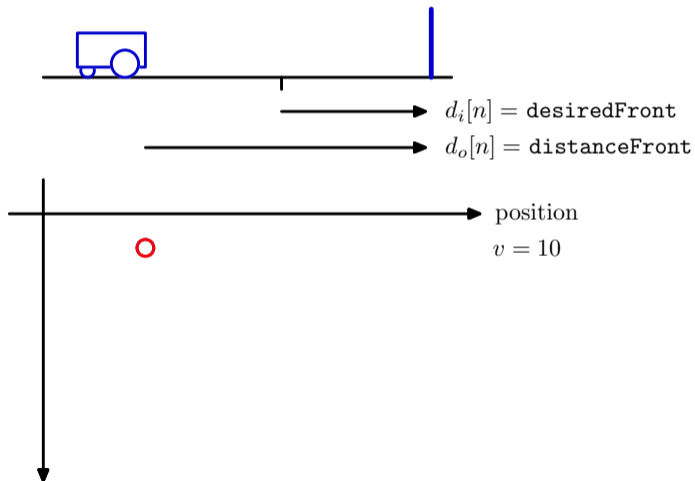 d_i[n] = desiredFront
d_o[n] = distanceFront
position
v = 10